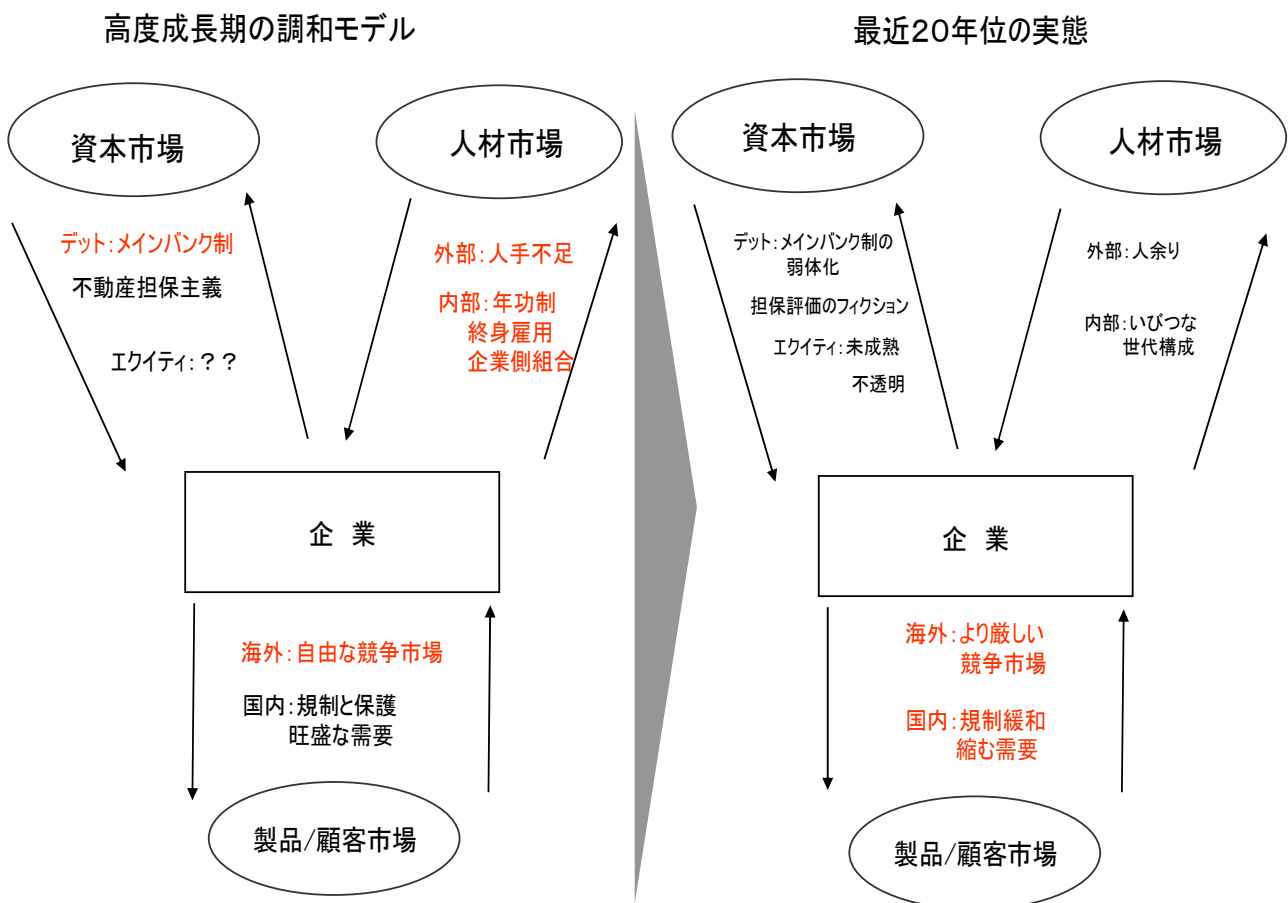 高度成長期の調和モデル
資本市場
人材市場
デット：メインバンク制
不動産担保主義
エクイティ：？？
外部：人手不足
内部：年功制
終身雇用
企業側組合
企 業
海外：自由な競争市場
国内：規制と保護
旺盛な需要
製品/顧客市場
最近２０年位の実態
資本市場
人材市場
デット：メインバンク制の
弱体化
担保評価のフィクション
エクイティ：未成熟
不透明
外部：人余り
内部：いびつな
世代構成
企 業
海外：より厳しい
競争市場
国内：規制緩和
縮む需要
製品/顧客市場